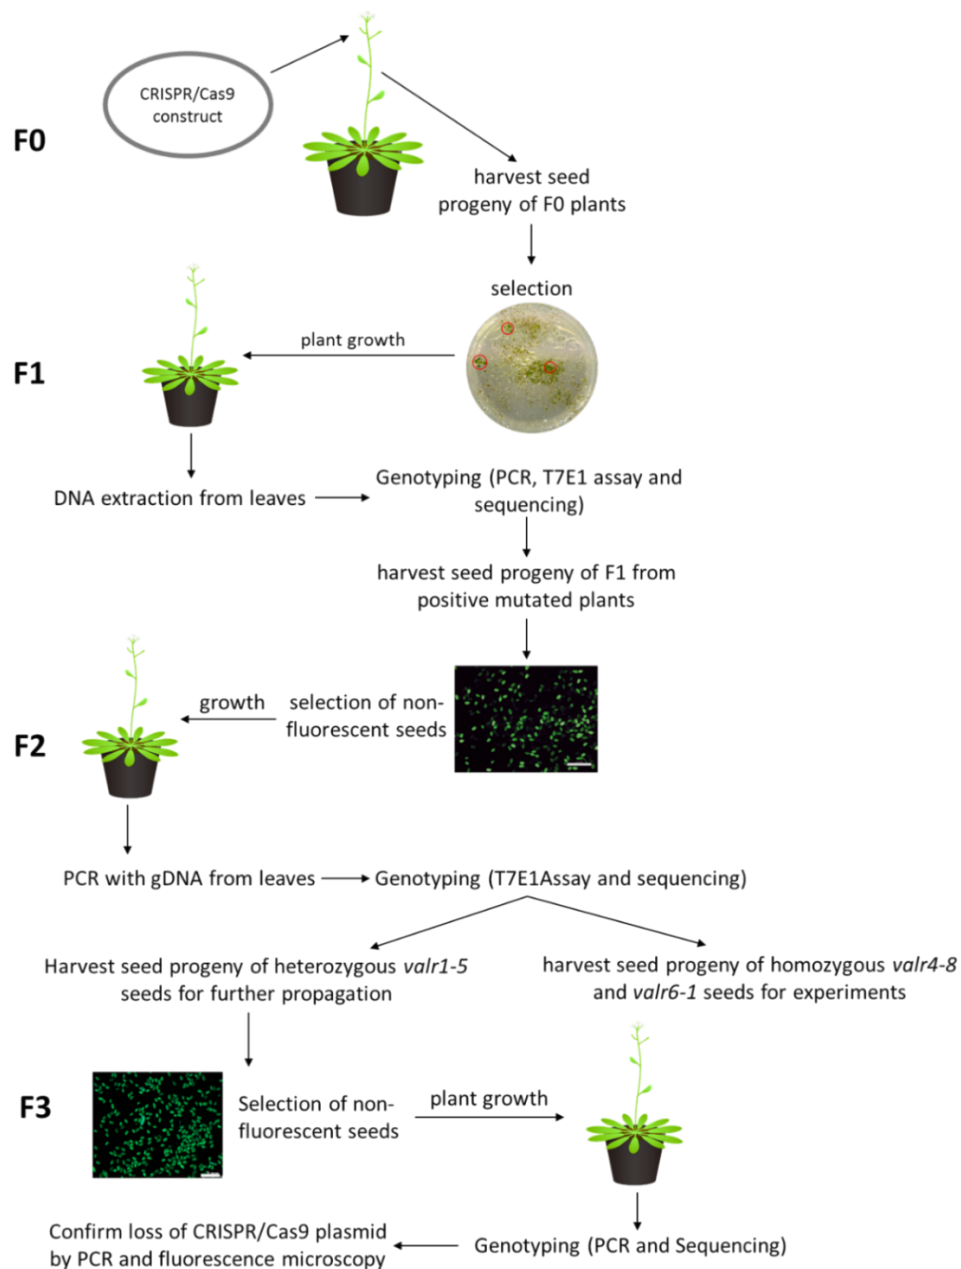 CRISPR/Cas9
construct
F0
harvest seed
progeny of F0 plants
selection
plant growth
F1
DNA extraction from leaves
Genotyping (PCR, T7E1 assay and
sequencing)
harvest seed progeny of F1 from
positive mutated plants
growth
selection of non-
fluorescent seeds
F2
PCR with gDNA from leaves
Genotyping (T7E1Assay and sequencing)
Harvest seed progeny of heterozygous valr1-5
seeds for further propagation
harvest seed progeny of homozygous valr4-8
and valr6-1 seeds for experiments
F3
Selection of non-
fluorescent seeds
plant growth
Genotyping (PCR and Sequencing)
Confirm loss of CRISPR/Cas9 plasmid
by PCR and fluorescence microscopy